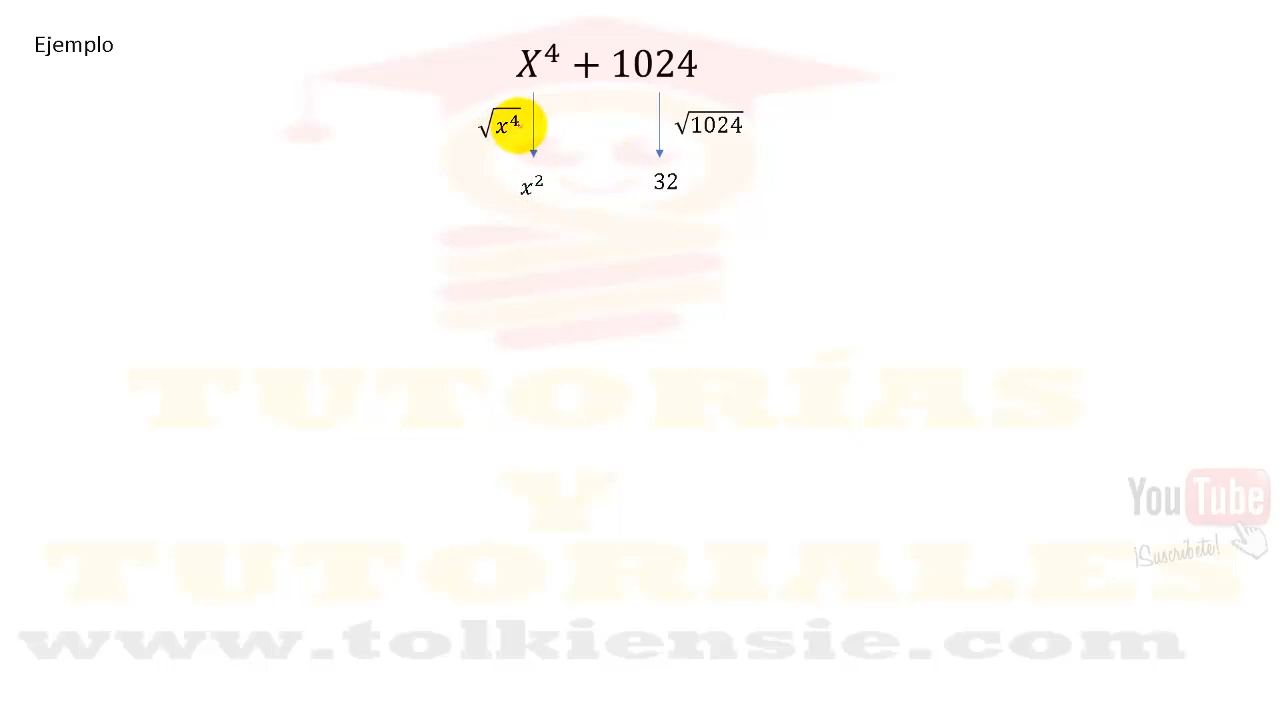 Ejemplo
X⁴ + 1024
√x⁴ √1024
x² 32
TUTORÍAS
Y
TUTORIALES
www.tolkiensie.com
YouTube
¡Suscríbete!